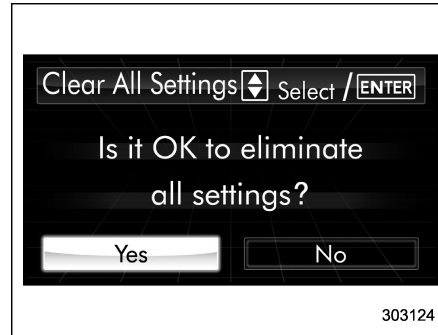 Clear All Settings Select / ENTER
Is it OK to eliminate
all settings?
Yes No
303124